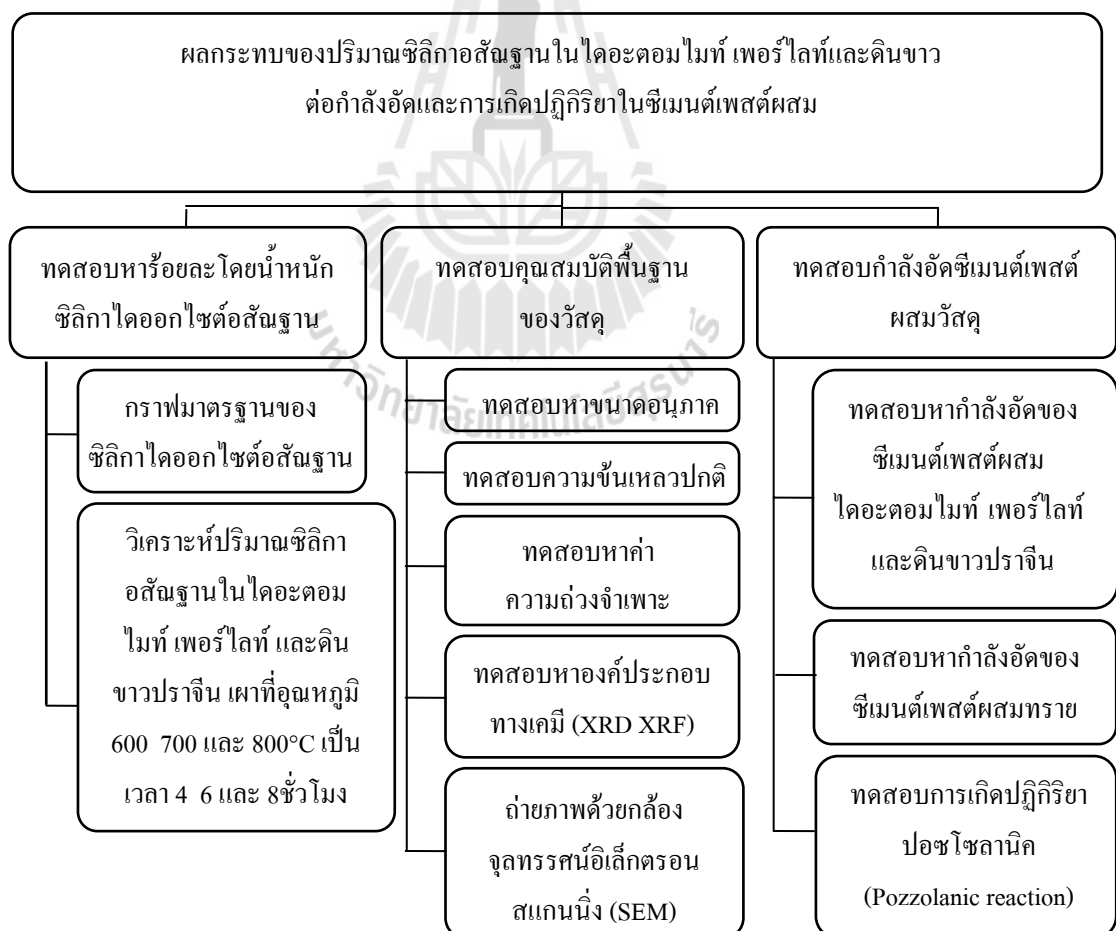 ผลกระทบของปริมาณซิลิกาอสัณฐานในไดอะตอมไมท์ เพอร์ไลท์และดินขาว
ต่อกำลังอัดและการเกิดปฏิกิริยาในซีเมนต์เพสต์ผสม
ทดสอบหาร้อยละโดยน้ำหนัก
ซิลิกาไดออกไซต์อสัณฐาน
กราฟมาตรฐานของ
ซิลิกาไดออกไซต์อสัณฐาน
วิเคราะห์ปริมาณซิลิกา
อสัณฐานในไดอะตอม
ไมท์ เพอร์ไลท์ และดิน
ขาวปราจีน เผาที่อุณหภูมิ
600 700 และ 800°C เป็น
เวลา 4 6 และ 8ชั่วโมง
ทดสอบคุณสมบัติพื้นฐาน
ของวัสดุ
ทดสอบหาขนาดอนุภาค
ทดสอบความข้นเหลวปกติ
ทดสอบหาค่า
ความถ่วงจำเพาะ
ทดสอบหาองค์ประกอบ
ทางเคมี (XRD XRF)
ถ่ายภาพด้วยกล้อง
จุลทรรศน์อิเล็กตรอน
สแกนนิ่ง (SEM)
ทดสอบกำลังอัดซีเมนต์เพสต์
ผสมวัสดุ
ทดสอบหากำลังอัดของ
ซีเมนต์เพสต์ผสม
ไดอะตอมไมท์ เพอร์ไลท์
และดินขาวปราจีน
ทดสอบหากำลังอัดของ
ซีเมนต์เพสต์ผสมทราย
ทดสอบการเกิดปฏิกิริยา
ปอซโซลานิค
(Pozzolanic reaction)
มหาวิทยาลัยเทคโนโลยีสุรนารี